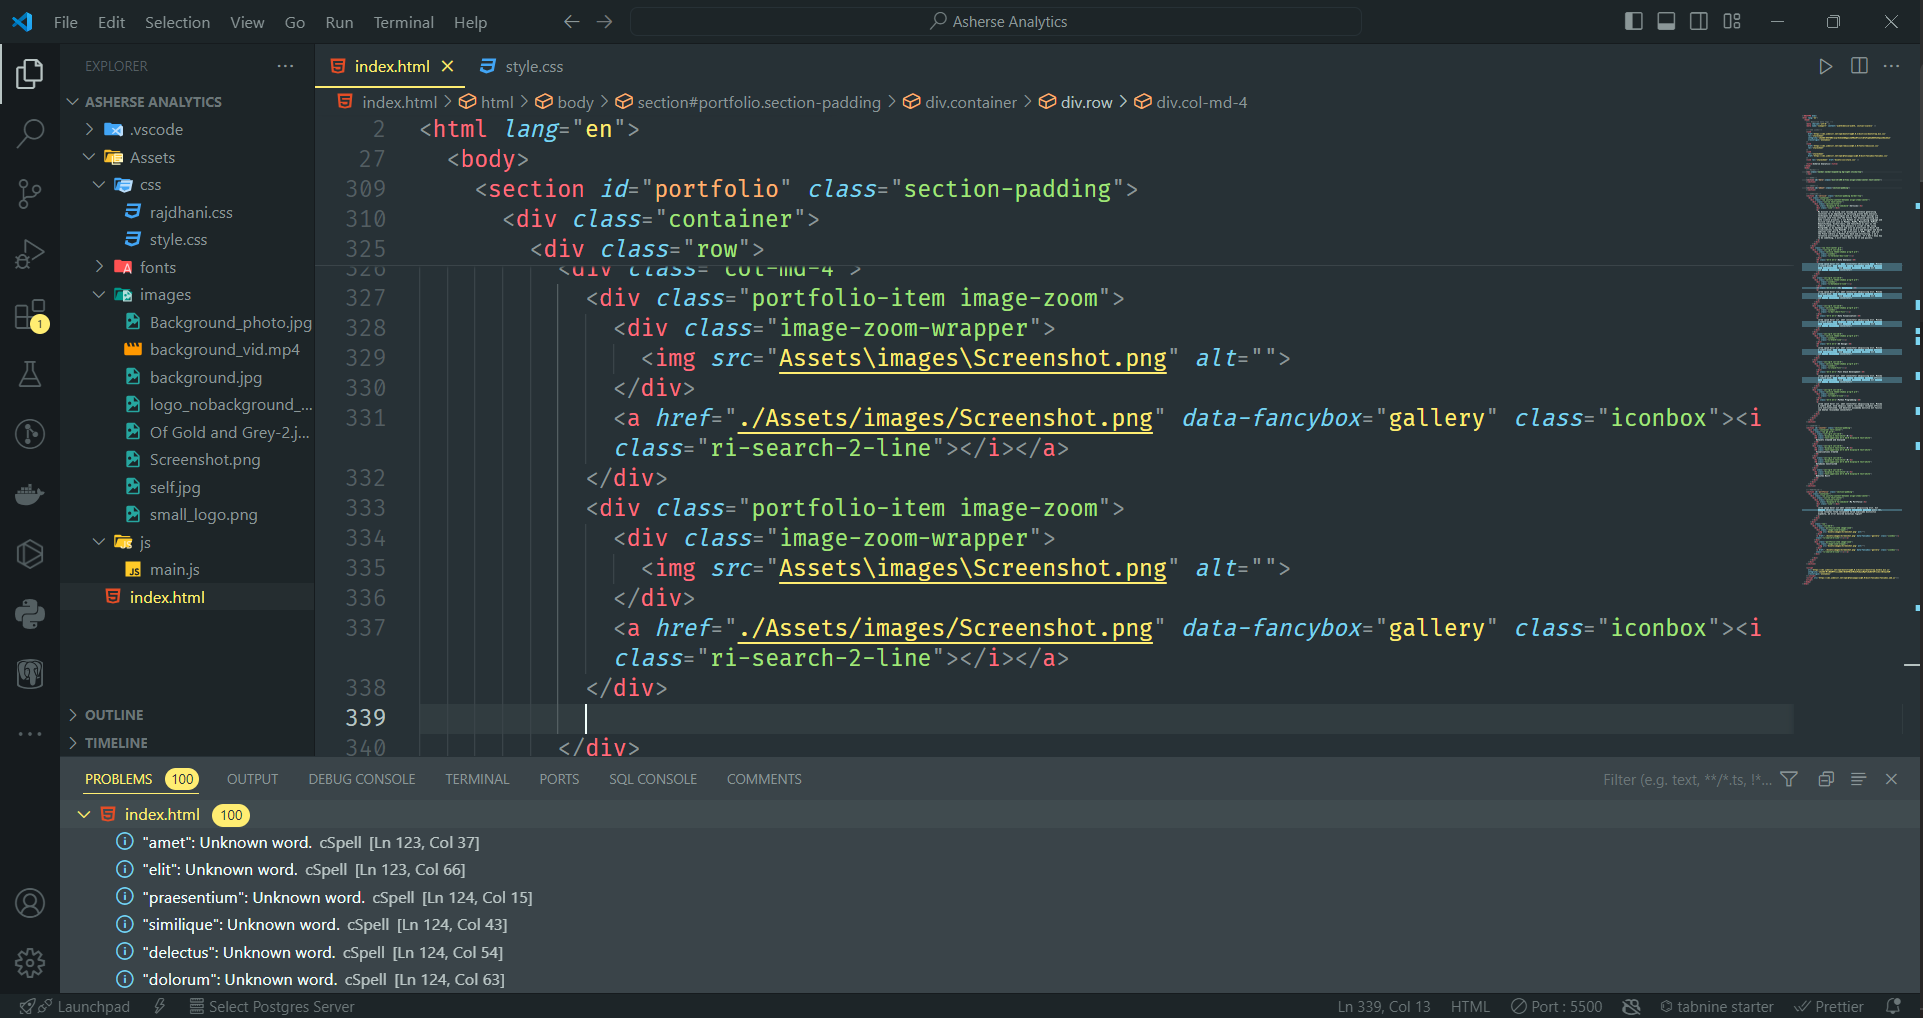 File Edit Selection View Go Run Terminal Help
Asherse Analytics
EXPLORER
ASHERSE ANALYTICS
.vscode
Assets
css
rajdhani.css
style.css
fonts
images
Background_photo.jpg
background_vid.mp4
background.jpg
logo_nobackground_...
Of Gold and Grey-2.j...
Screenshot.png
self.jpg
small_logo.png
js
main.js
index.html
OUTLINE
TIMELINE
1
index.html style.css
index.html html body section#portfolio.section-padding div.container div.row div.col-md-4
2 <html lang="en">
27 <body>
309 <section id="portfolio" class="section-padding">
310 <div class="container">
325 <div class="row">
326 <div class="col-md-4">
327 <div class="portfolio-item image-zoom">
328 <div class="image-zoom-wrapper">
329 <img src="Assets\images\Screenshot.png" alt="">
330 </div>
331 <a href="./Assets/images/Screenshot.png" data-fancybox="gallery" class="iconbox"><i
class="ri-search-2-line"></i></a>
332 </div>
333 <div class="portfolio-item image-zoom">
334 <div class="image-zoom-wrapper">
335 <img src="Assets\images\Screenshot.png" alt="">
336 </div>
337 <a href="./Assets/images/Screenshot.png" data-fancybox="gallery" class="iconbox"><i
class="ri-search-2-line"></i></a>
338 </div>
339
340 </div>
PROBLEMS 100 OUTPUT DEBUG CONSOLE TERMINAL PORTS SQL CONSOLE COMMENTS
Filter (e.g. text, **/*.ts, !*...
index.html 100
"amet": Unknown word. cSpell [Ln 123, Col 37]
"elit": Unknown word. cSpell [Ln 123, Col 66]
"praesentium": Unknown word. cSpell [Ln 124, Col 15]
"similique": Unknown word. cSpell [Ln 124, Col 43]
"delectus": Unknown word. cSpell [Ln 124, Col 54]
"dolorum": Unknown word. cSpell [Ln 124, Col 63]
Launchpad Select Postgres Server Ln 339, Col 13 HTML Port : 5500 tabnine starter Prettier